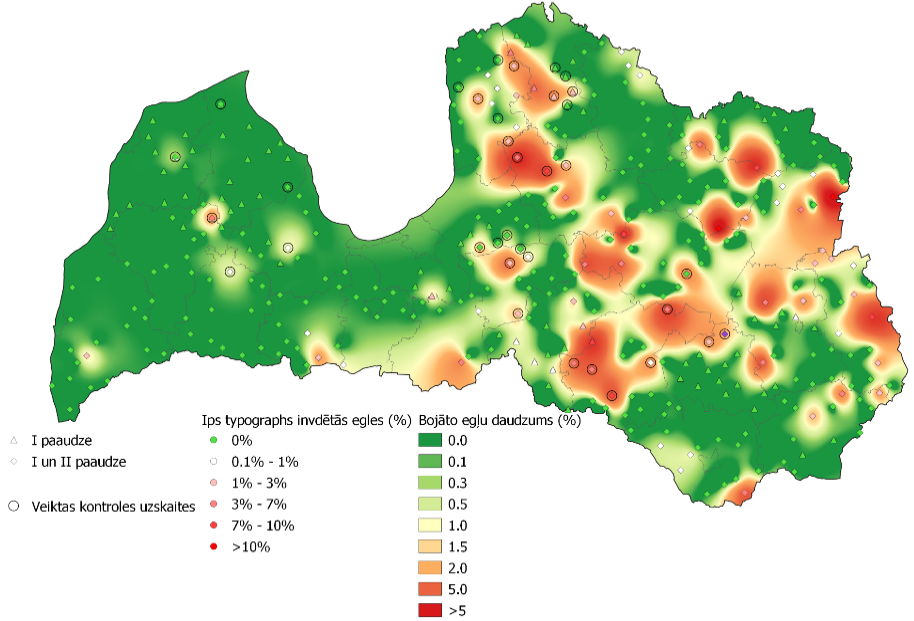 Ips typographs invdētās egles (%)
Bojāto egļu daudzums (%)
I paaudze
I un II paaudze
Veiktas kontroles uzskaites
0%
0.1% - 1%
1% - 3%
3% - 7%
7% - 10%
>10%
0.0
0.1
0.3
0.5
1.0
1.5
2.0
5.0
>5